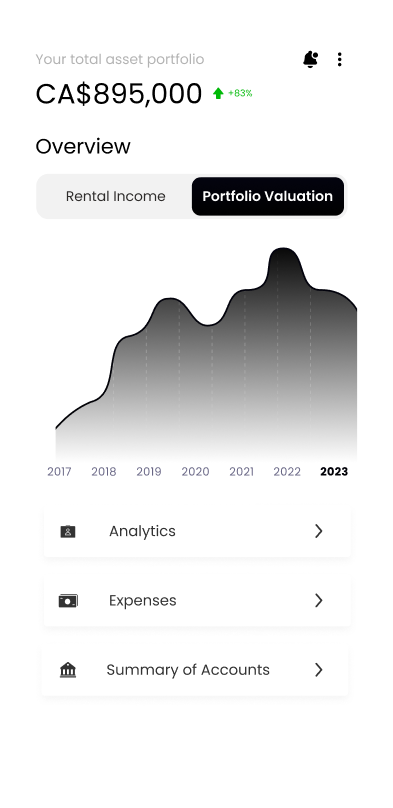 Your total asset portfolio
CA$895,000 +83%
Overview
Rental Income Portfolio Valuation
2017 2018 2019 2020 2021 2022 2023
Analytics
Expenses
Summary of Accounts